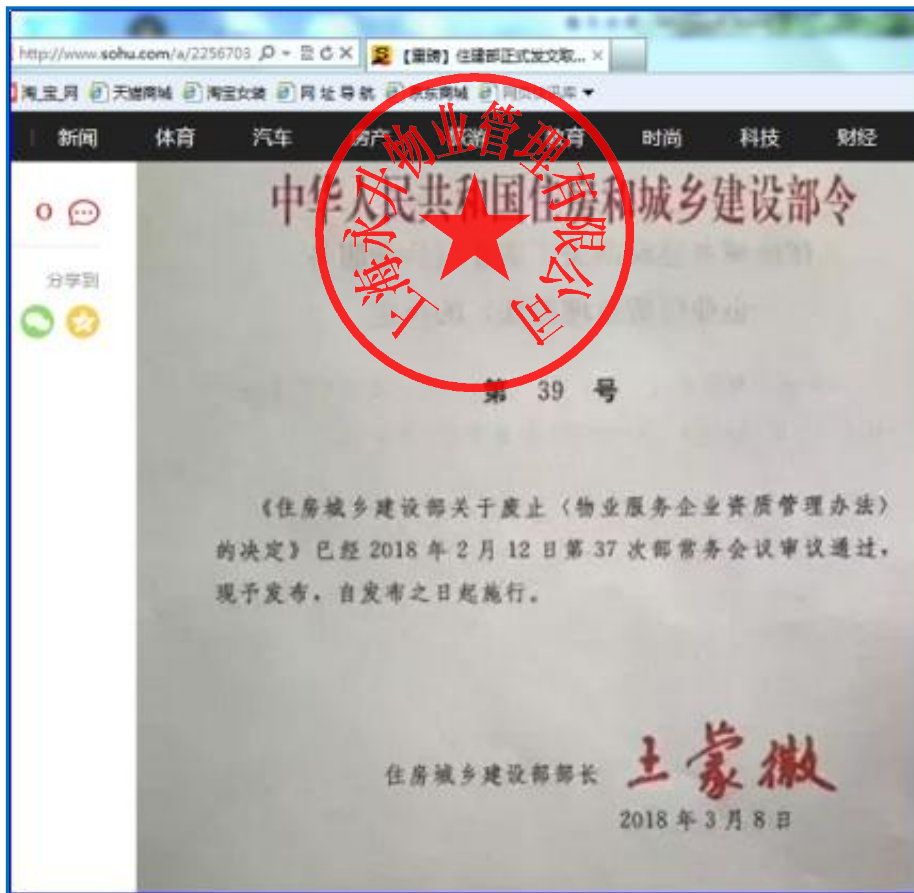 http://www.sohu.com/a/2256703
【重磅】住建部正式发文取...
淘_宝_网 天猫商城 淘宝女装 网址导航 京东商城
新闻 体育 汽车 房产 旅游 教育 时尚 科技 财经
0
分享到
中华人民共和国住房和城乡建设部令
上海永弘物业管理有限公司
第 39 号
《住房城乡建设部关于废止〈物业服务企业资质管理办法〉
的决定》已经 2018 年 2 月 12 日第 37 次部常务会议审议通过，
现予发布，自发布之日起施行。
住房城乡建设部部长 王蒙徽
2018 年 3 月 8 日